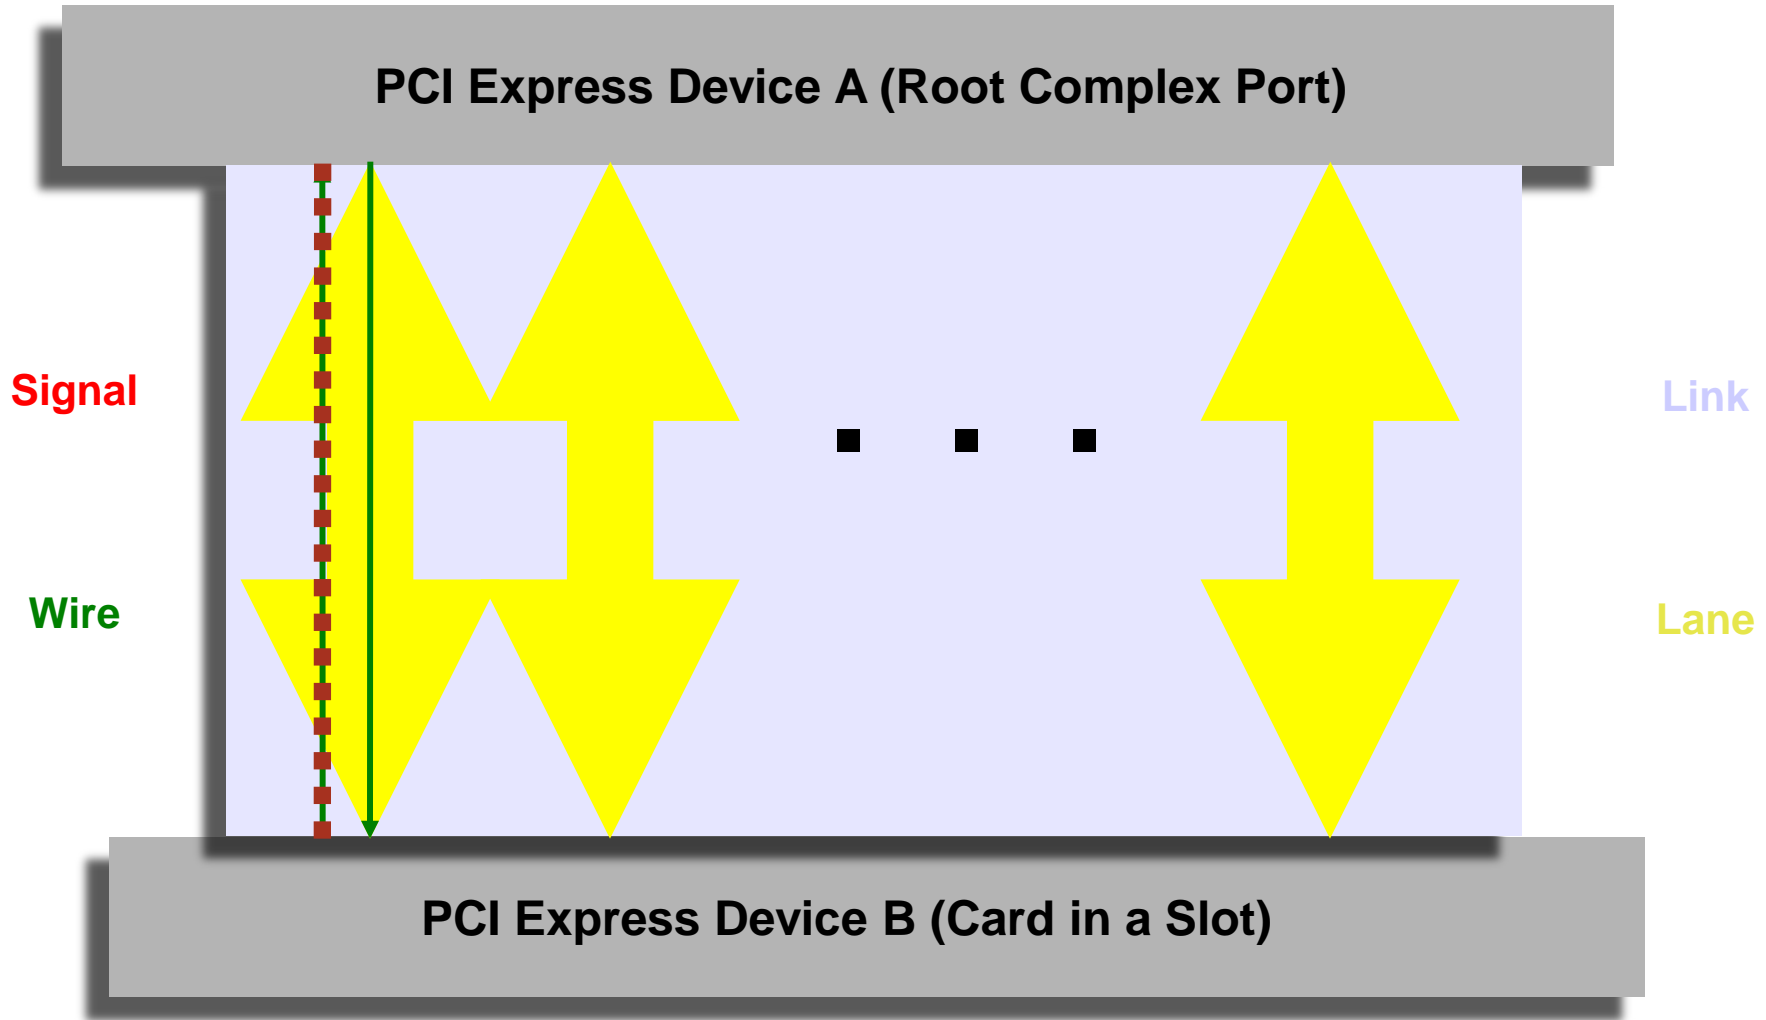 PCI Express Device A (Root Complex Port)
Signal
Link
Wire
Lane
PCI Express Device B (Card in a Slot)